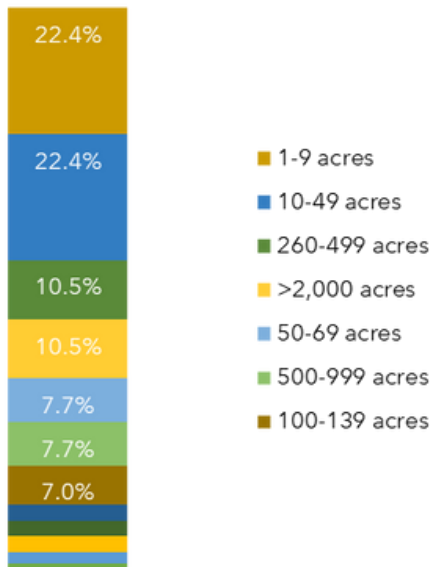 22.4%
22.4%
10.5%
10.5%
7.7%
7.7%
7.0%
1-9 acres
10-49 acres
260-499 acres
>2,000 acres
50-69 acres
500-999 acres
100-139 acres